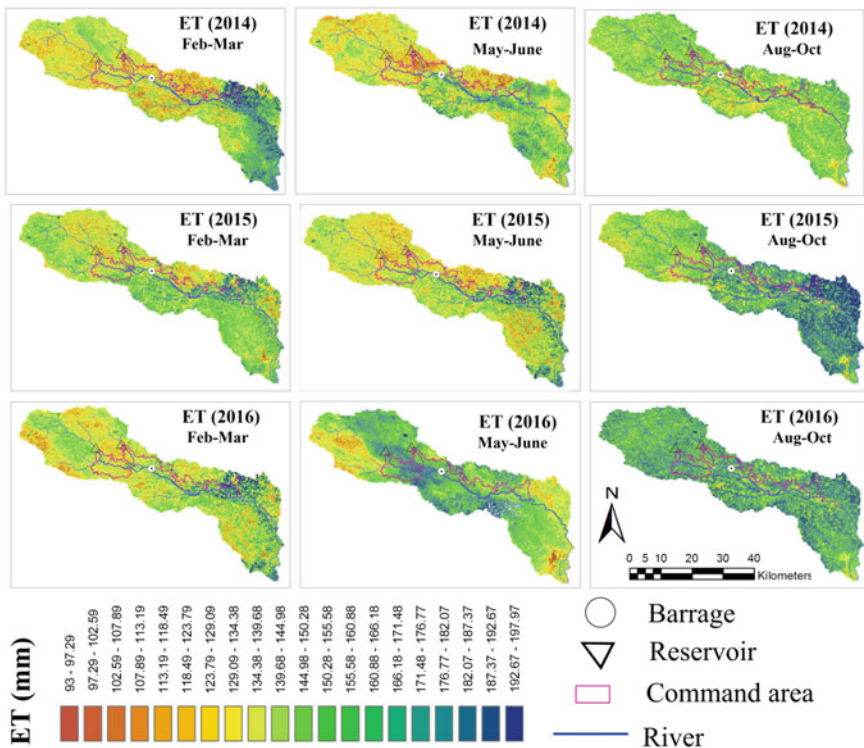 ET (2014)
Feb-Mar
ET (2014)
May-June
ET (2014)
Aug-Oct
ET (2015)
Feb-Mar
ET (2015)
May-June
ET (2015)
Aug-Oct
ET (2016)
Feb-Mar
ET (2016)
May-June
ET (2016)
Aug-Oct
N
0 5 10 20 30 40
Kilometers
ET (mm)
93 - 97.29
97.29 - 102.59
102.59 - 107.89
107.89 - 113.19
113.19 - 118.49
118.49 - 123.79
123.79 - 129.09
129.09 - 134.38
134.38 - 139.68
139.68 - 144.98
144.98 - 150.28
150.28 - 155.58
155.58 - 160.88
160.88 - 166.18
166.18 - 171.48
171.48 - 176.77
176.77 - 182.07
182.07 - 187.37
187.37 - 192.67
192.67 - 197.97
Barrage
Reservoir
Command area
River